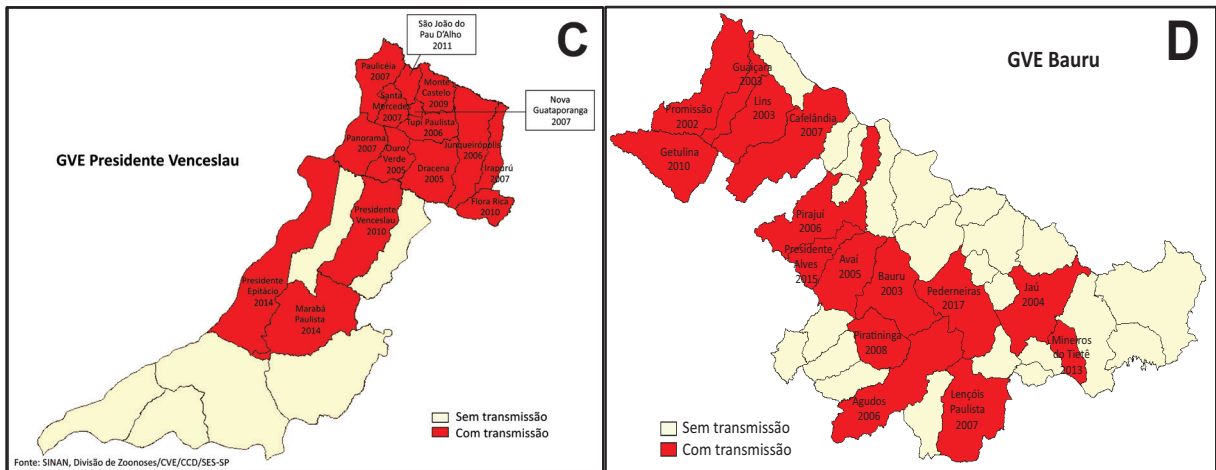 C
GVE Presidente Venceslau
São João do
Pau D'Alho
2011
Paulicéia
2007
Santa
Mercedes
2007
Monte
Castelo
2009
Nova
Guataporanga
2007
Tupi Paulista
2006
Panorama
2007
Ouro
Verde
2005
Dracena
2005
Junqueirópolis
2006
Irapurú
2007
Flora Rica
2010
Presidente
Venceslau
2010
Presidente
Epitácio
2014
Marabá
Paulista
2014
Sem transmissão
Com transmissão
Fonte: SINAN, Divisão de Zoonoses/CVE/CCD/SES-SP
D
GVE Bauru
Guaiçara
2003
Promissão
2002
Lins
2003
Cafelândia
2007
Getulina
2010
Pirajuí
2006
Presidente
Alves
2015
Avaí
2005
Bauru
2003
Pederneiras
2017
Jaú
2004
Piratininga
2008
Mineiros
do Tietê
2013
Agudos
2006
Lençóis
Paulista
2007
Sem transmissão
Com transmissão